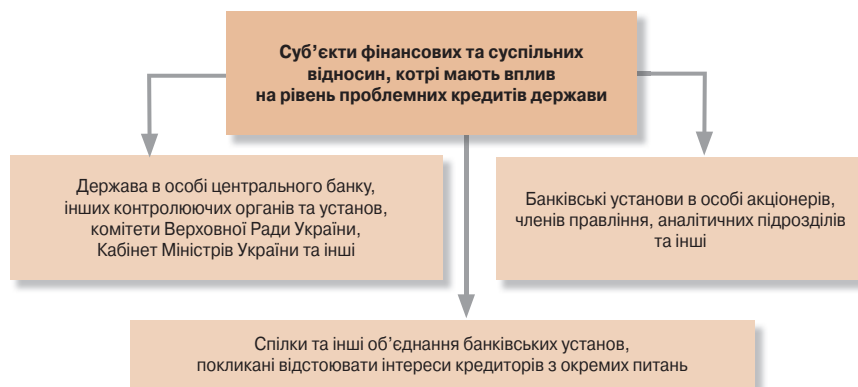 Суб’єкти фінансових та суспільних
відносин, котрі мають вплив
на рівень проблемних кредитів держави
Держава в особі центрального банку,
інших контролюючих органів та установ,
комітети Верховної Ради України,
Кабінет Міністрів України та інші
Банківські установи в особі акціонерів,
членів правління, аналітичних підрозділів
та інші
Спілки та інші об’єднання банківських установ,
покликані відстоювати інтереси кредиторів з окремих питань